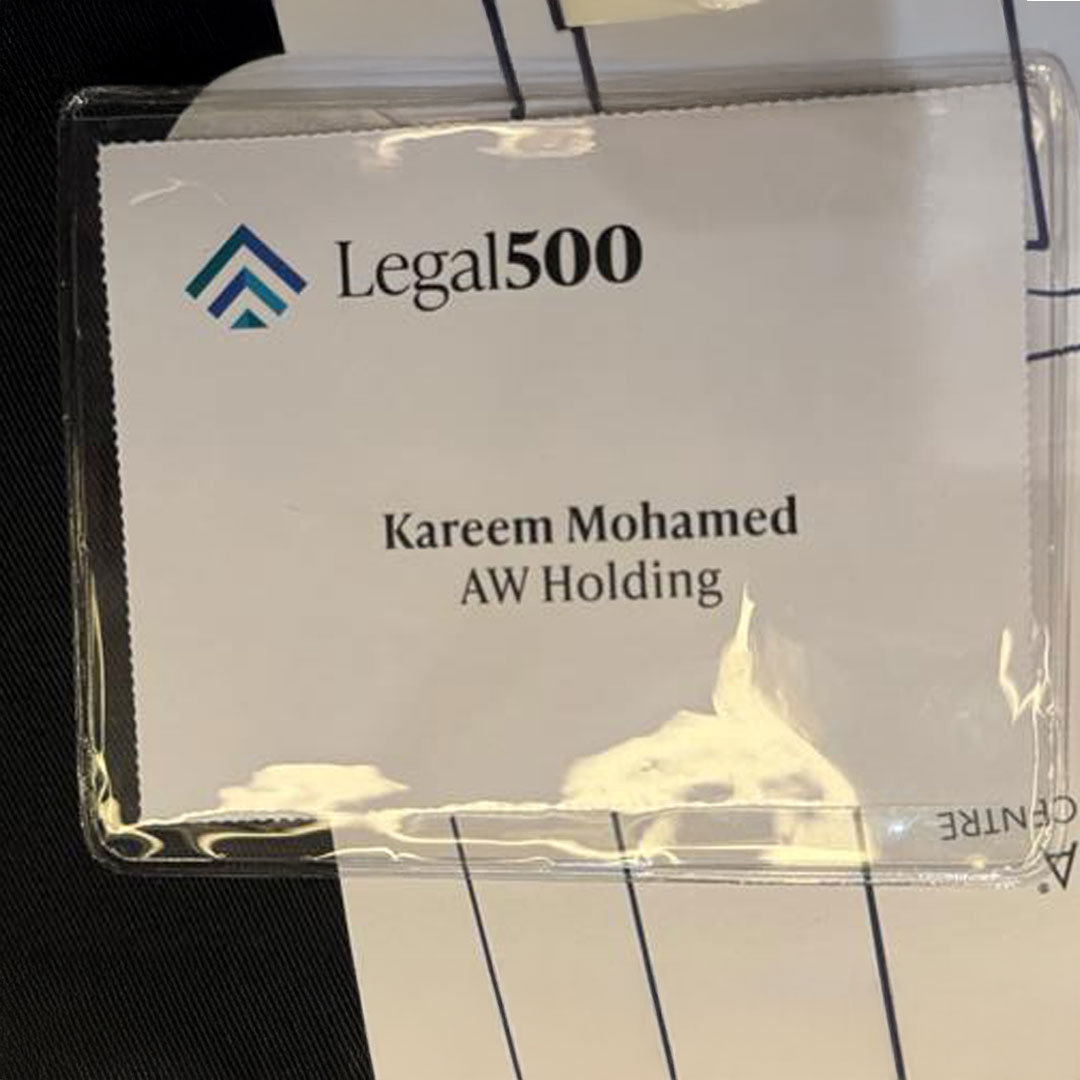 Legal500
Kareem Mohamed
AW Holding
CENTRE